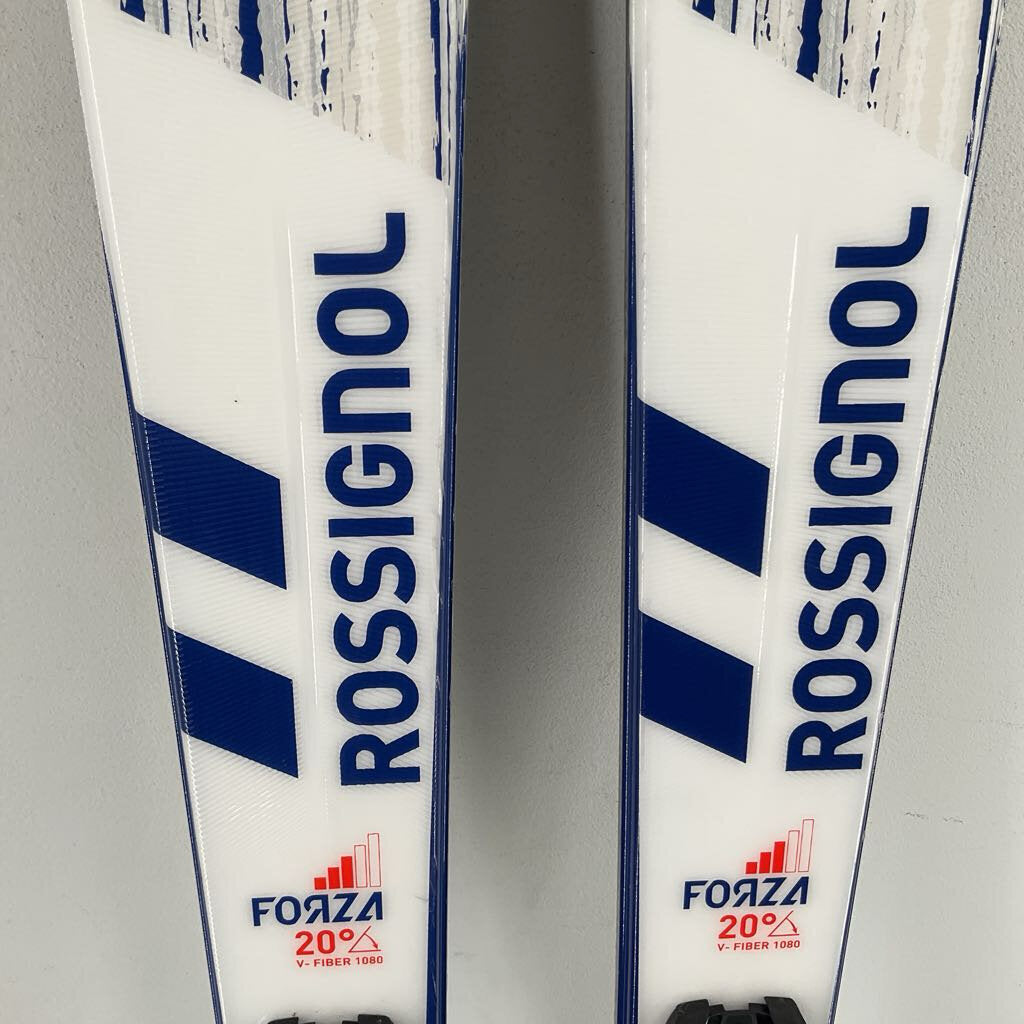 ROSSIGNOL
FORZA
20°
V- FIBER 1080
ROSSIGNOL
FORZA
20°
V- FIBER 1080